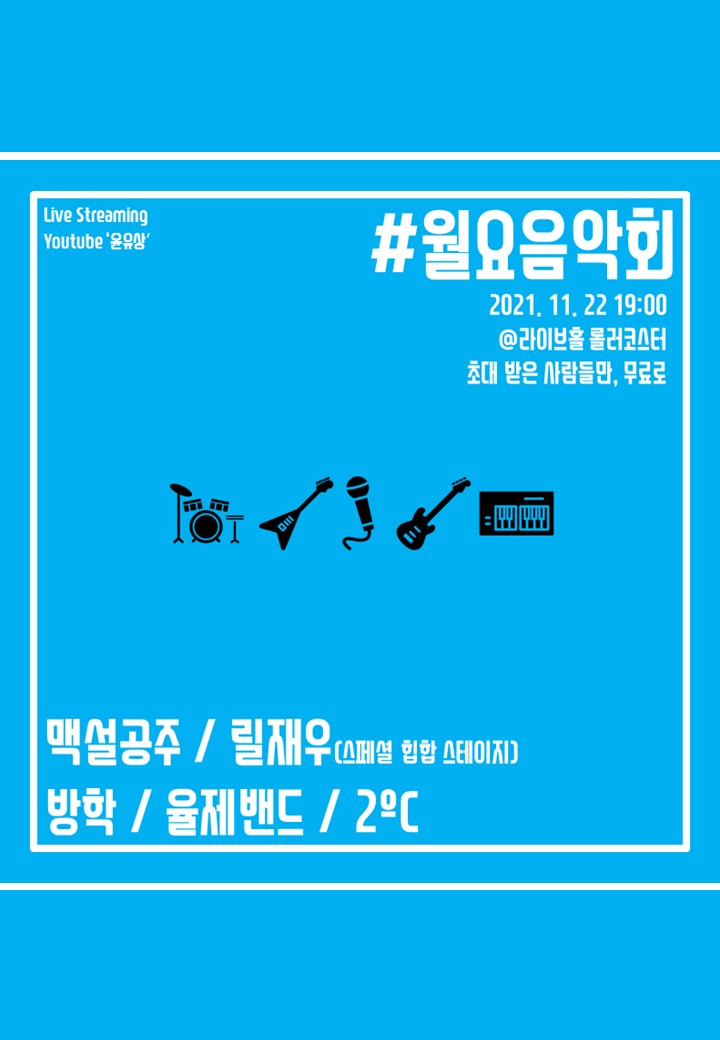 Live Streaming
Youtube '윤유상'
#월요음악회
2021. 11. 22 19:00
@라이브홀 롤러코스터
초대 받은 사람들만, 무료로
맥설공주 / 릴재우(스페셜 힙합 스테이지)
방학 / 율제밴드 / 2ºC